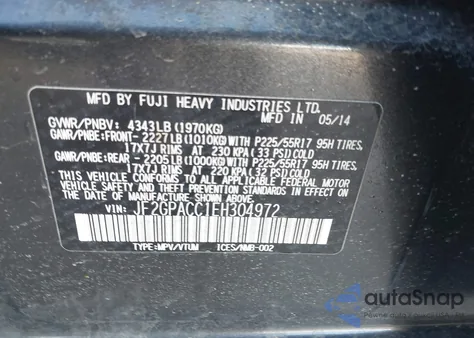 MFD BY FUJI HEAVY INDUSTRIES LTD.
GVWR/PNBV: 4343LB (1970KG) MADE IN 05/14
GAWR/PNBE:FRONT- 2227LB (1010KG) WITH P225/55R17 95H TIRES,
17X7J RIMS AT 230 KPA (33 PSI) COLD
GAWR/PNBE:REAR - 2205LB (1000KG) WITH P225/55R17 95H TIRES,
17X7J RIMS AT 220 KPA (32 PSI) COLD
THIS VEHICLE CONFORMS TO ALL APPLICABLE FEDERAL MOTOR
VEHICLE SAFETY AND BUMPER STANDARDS IN EFFECT ON THE
DATE OF MANUFACTURE SHOWN ABOVE.
VIN: JF2GPACC1EH304972
TYPE:MPV/VTUM ICES/NMB-002
autoSnap